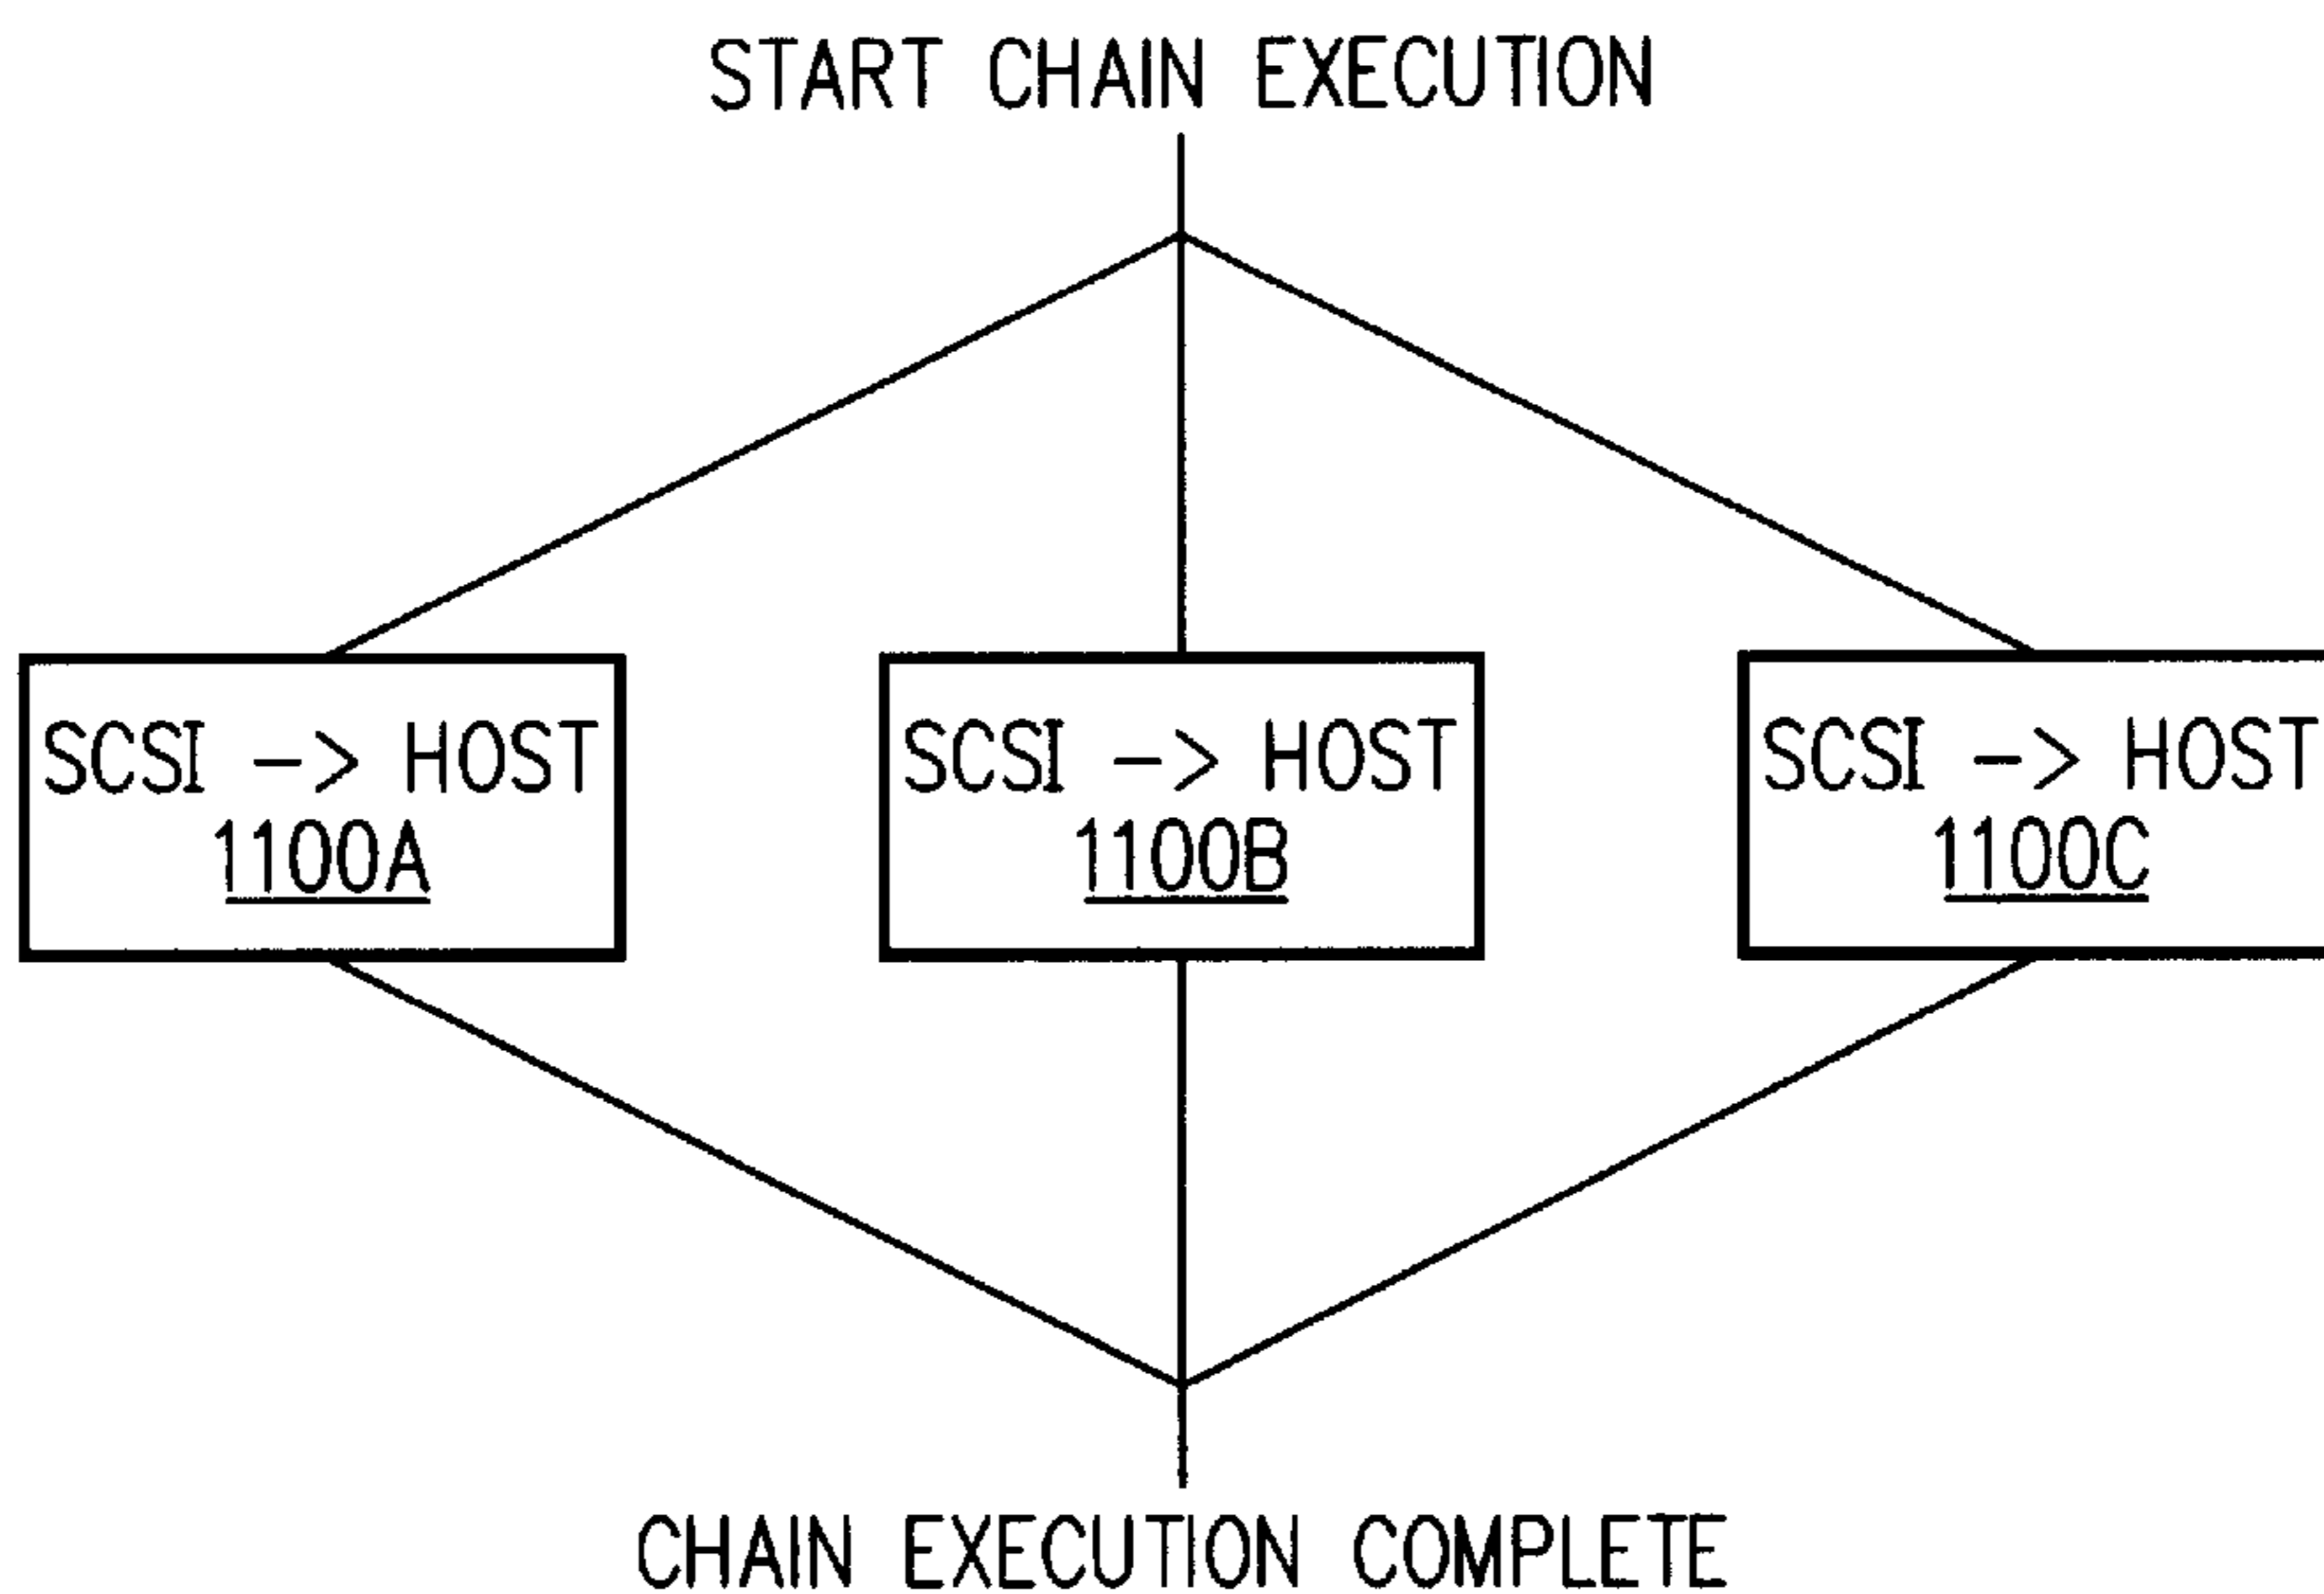 START CHAIN EXECUTION
SCSI -> HOST
1100A
SCSI -> HOST
1100B
SCSI -> HOST
1100C
CHAIN EXECUTION COMPLETE